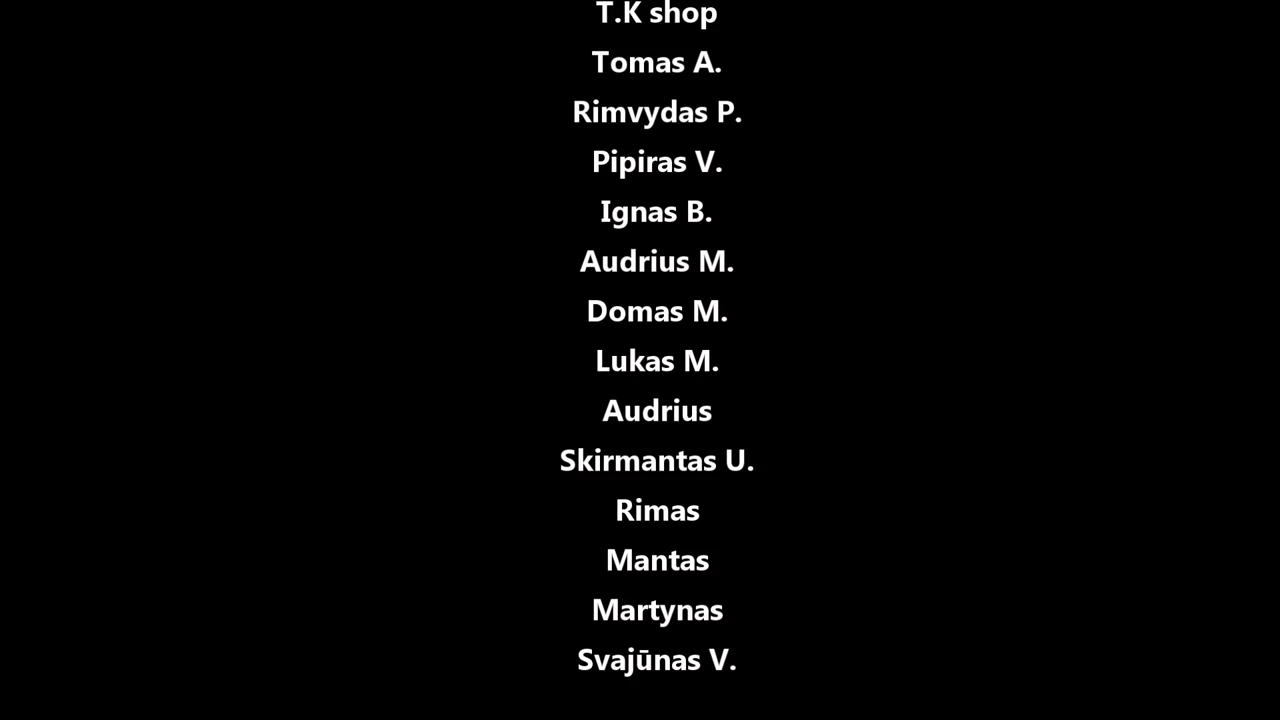 T.K shop
Tomas A.
Rimvydas P.
Pipiras V.
Ignas B.
Audrius M.
Domas M.
Lukas M.
Audrius
Skirmantas U.
Rimas
Mantas
Martynas
Svajūnas V.